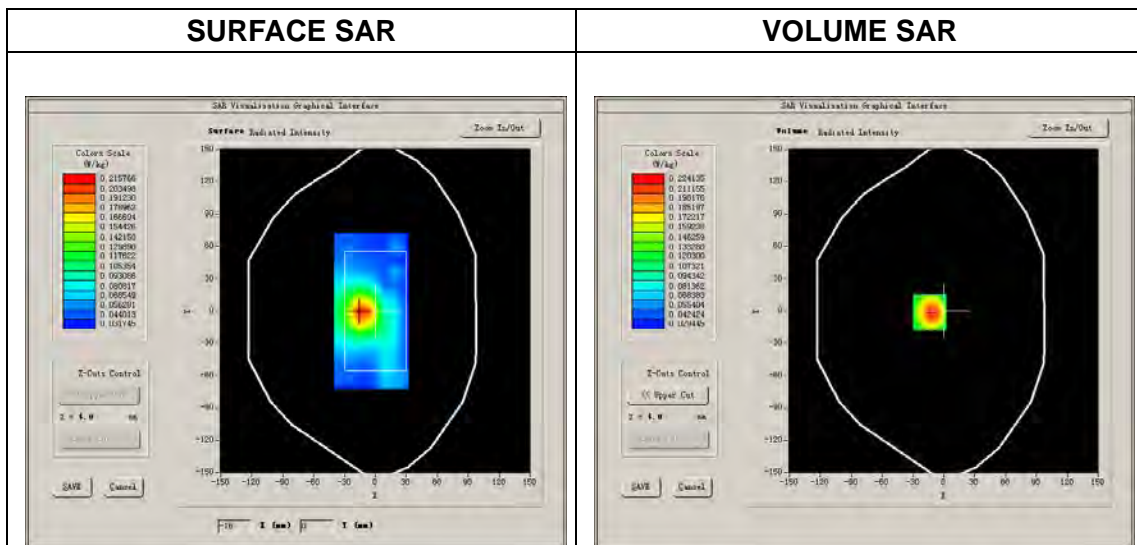 SURFACE SAR
VOLUME SAR
SAR Visualisation Graphical Interface
Surface Radiated Intensity
Zoom In/Out
Colors Scale
(W/kg)
0.215766
0.203498
0.191230
0.178962
0.166694
0.154426
0.142158
0.129890
0.117622
0.105354
0.093086
0.080817
0.068549
0.056281
0.044013
0.031745
150
120
90
60
30
0
-30
-60
-90
-120
-150
-150 -120 -90 -60 -30 0 30 60 90 120 150
X
Y
Z-Cuts Control
Z = 4.0 mm
SAVE
Cancel
X (mm)
0
Y (mm)
SAR Visualisation Graphical Interface
Volume Radiated Intensity
Zoom In/Out
Colors Scale
(W/kg)
0.224135
0.211155
0.198176
0.185197
0.172217
0.159238
0.146259
0.133280
0.120300
0.107321
0.094342
0.081362
0.068383
0.055404
0.042424
0.029445
150
120
90
60
30
0
-30
-60
-90
-120
-150
-150 -120 -90 -60 -30 0 30 60 90 120 150
X
Y
Z-Cuts Control
<< Upper Cut
Z = 4.0 mm
SAVE
Cancel